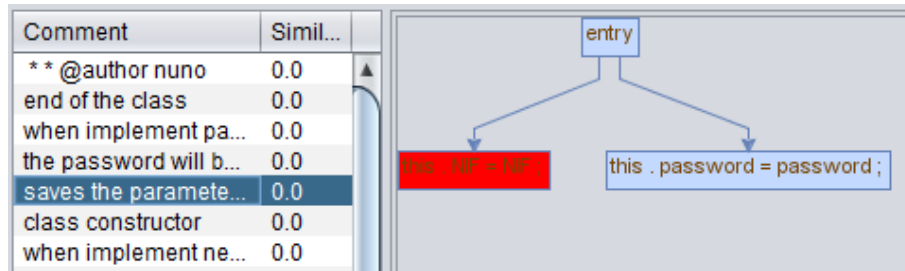 Comment Simil...
* * @author nuno 0.0
end of the class 0.0
when implement pa... 0.0
the password will b... 0.0
saves the paramete... 0.0
class constructor 0.0
when implement ne... 0.0
entry
this . NIF = NIF ;
this . password = password ;